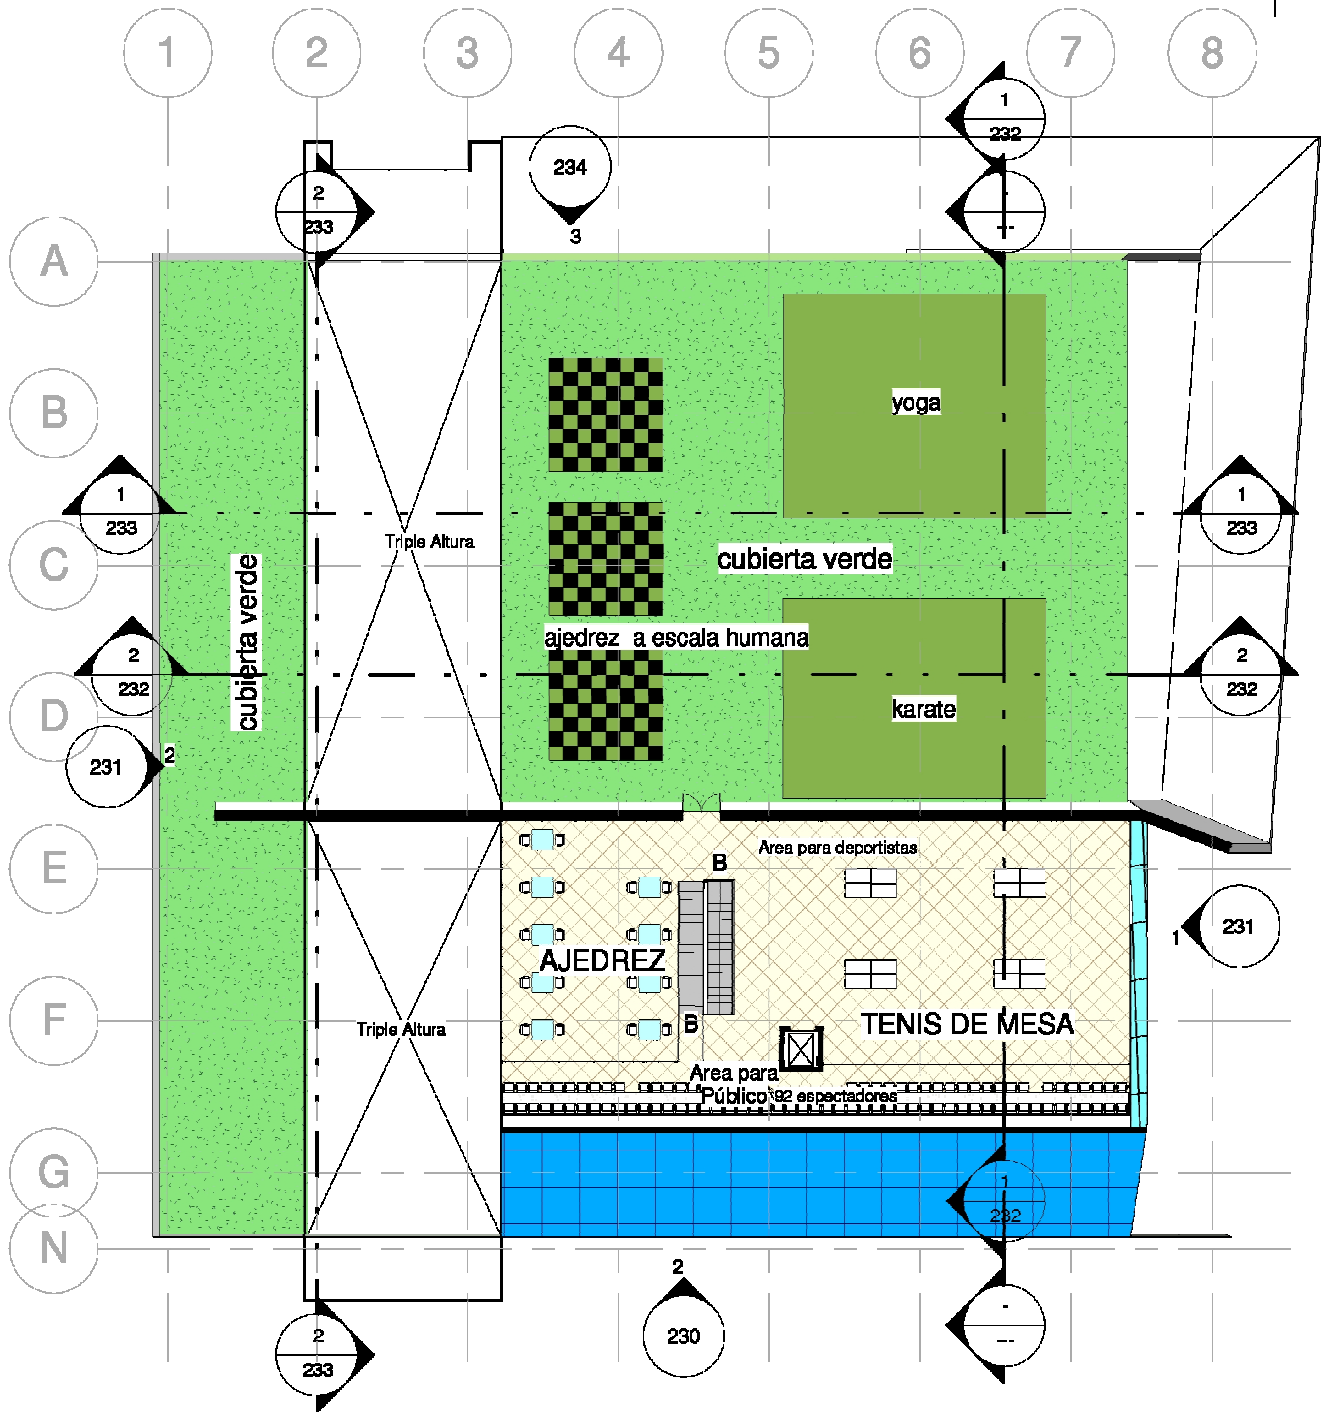 1 2 3 4 5 6 7 8
1
232
234
3
2
233
-
---
A
yoga
B
1
233
1
233
Triple Altura
cubierta verde
C
cubierta verde
ajedrez a escala humana
2
232
2
232
karate
D
231
2
Area para deportistas
B
E
231
1
AJEDREZ
B
TENIS DE MESA
F
Triple Altura
Area para
Público 92 espectadores
G
1
232
N
2
230
-
---
2
233